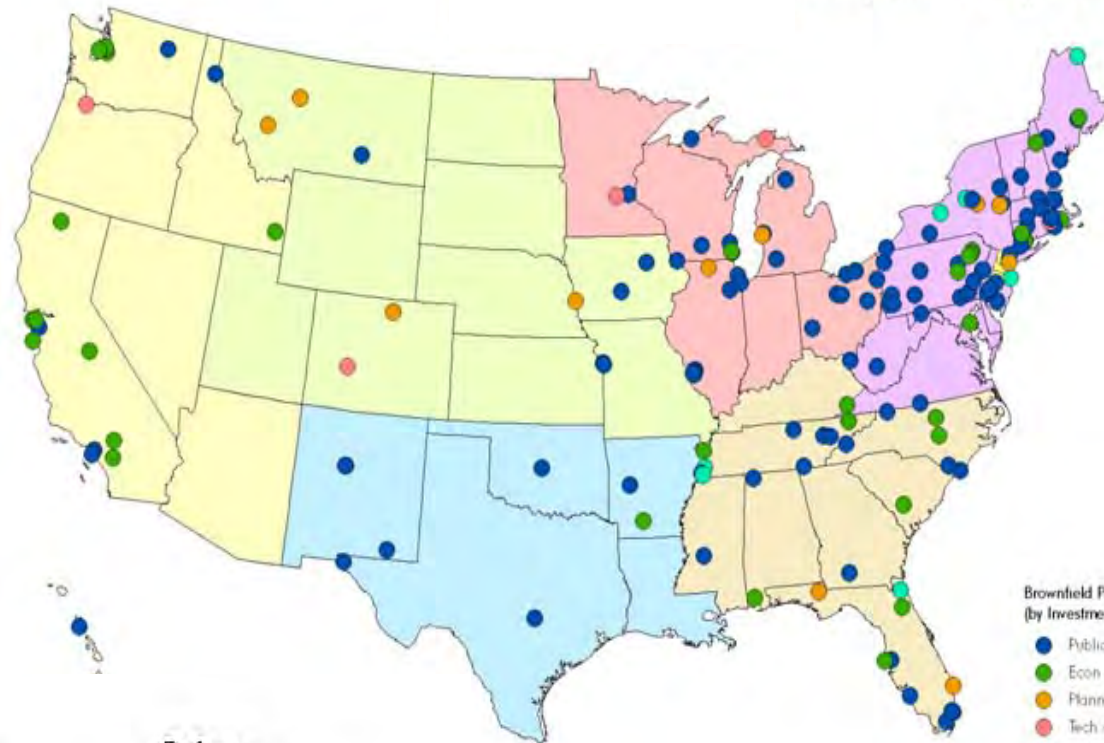 Brownfield P
(by Investme
Public
Econ
Plann
Tech